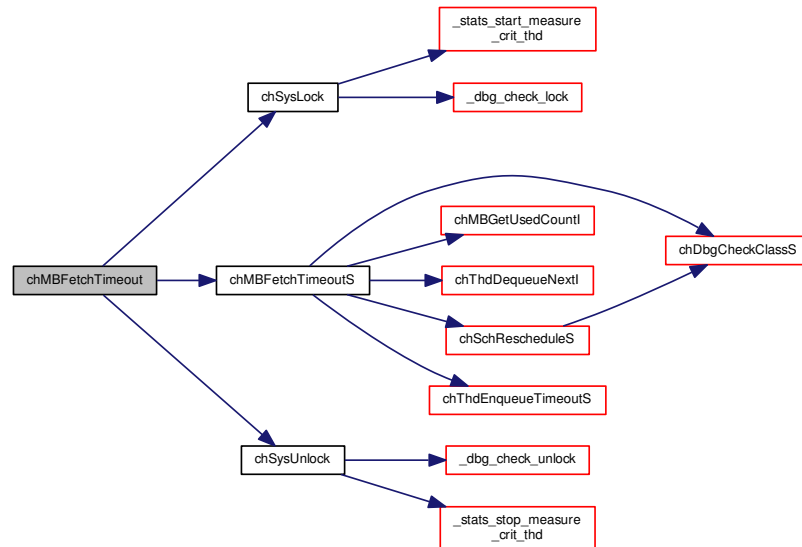 _stats_start_measure
_crit_thd
chSysLock
_dbg_check_lock
chMBGetUsedCountI
chDbgCheckClassS
chMBFetchTimeout
chMBFetchTimeoutS
chThdDequeueNextI
chSchRescheduleS
chThdEnqueueTimeoutS
chSysUnlock
_dbg_check_unlock
_stats_stop_measure
_crit_thd